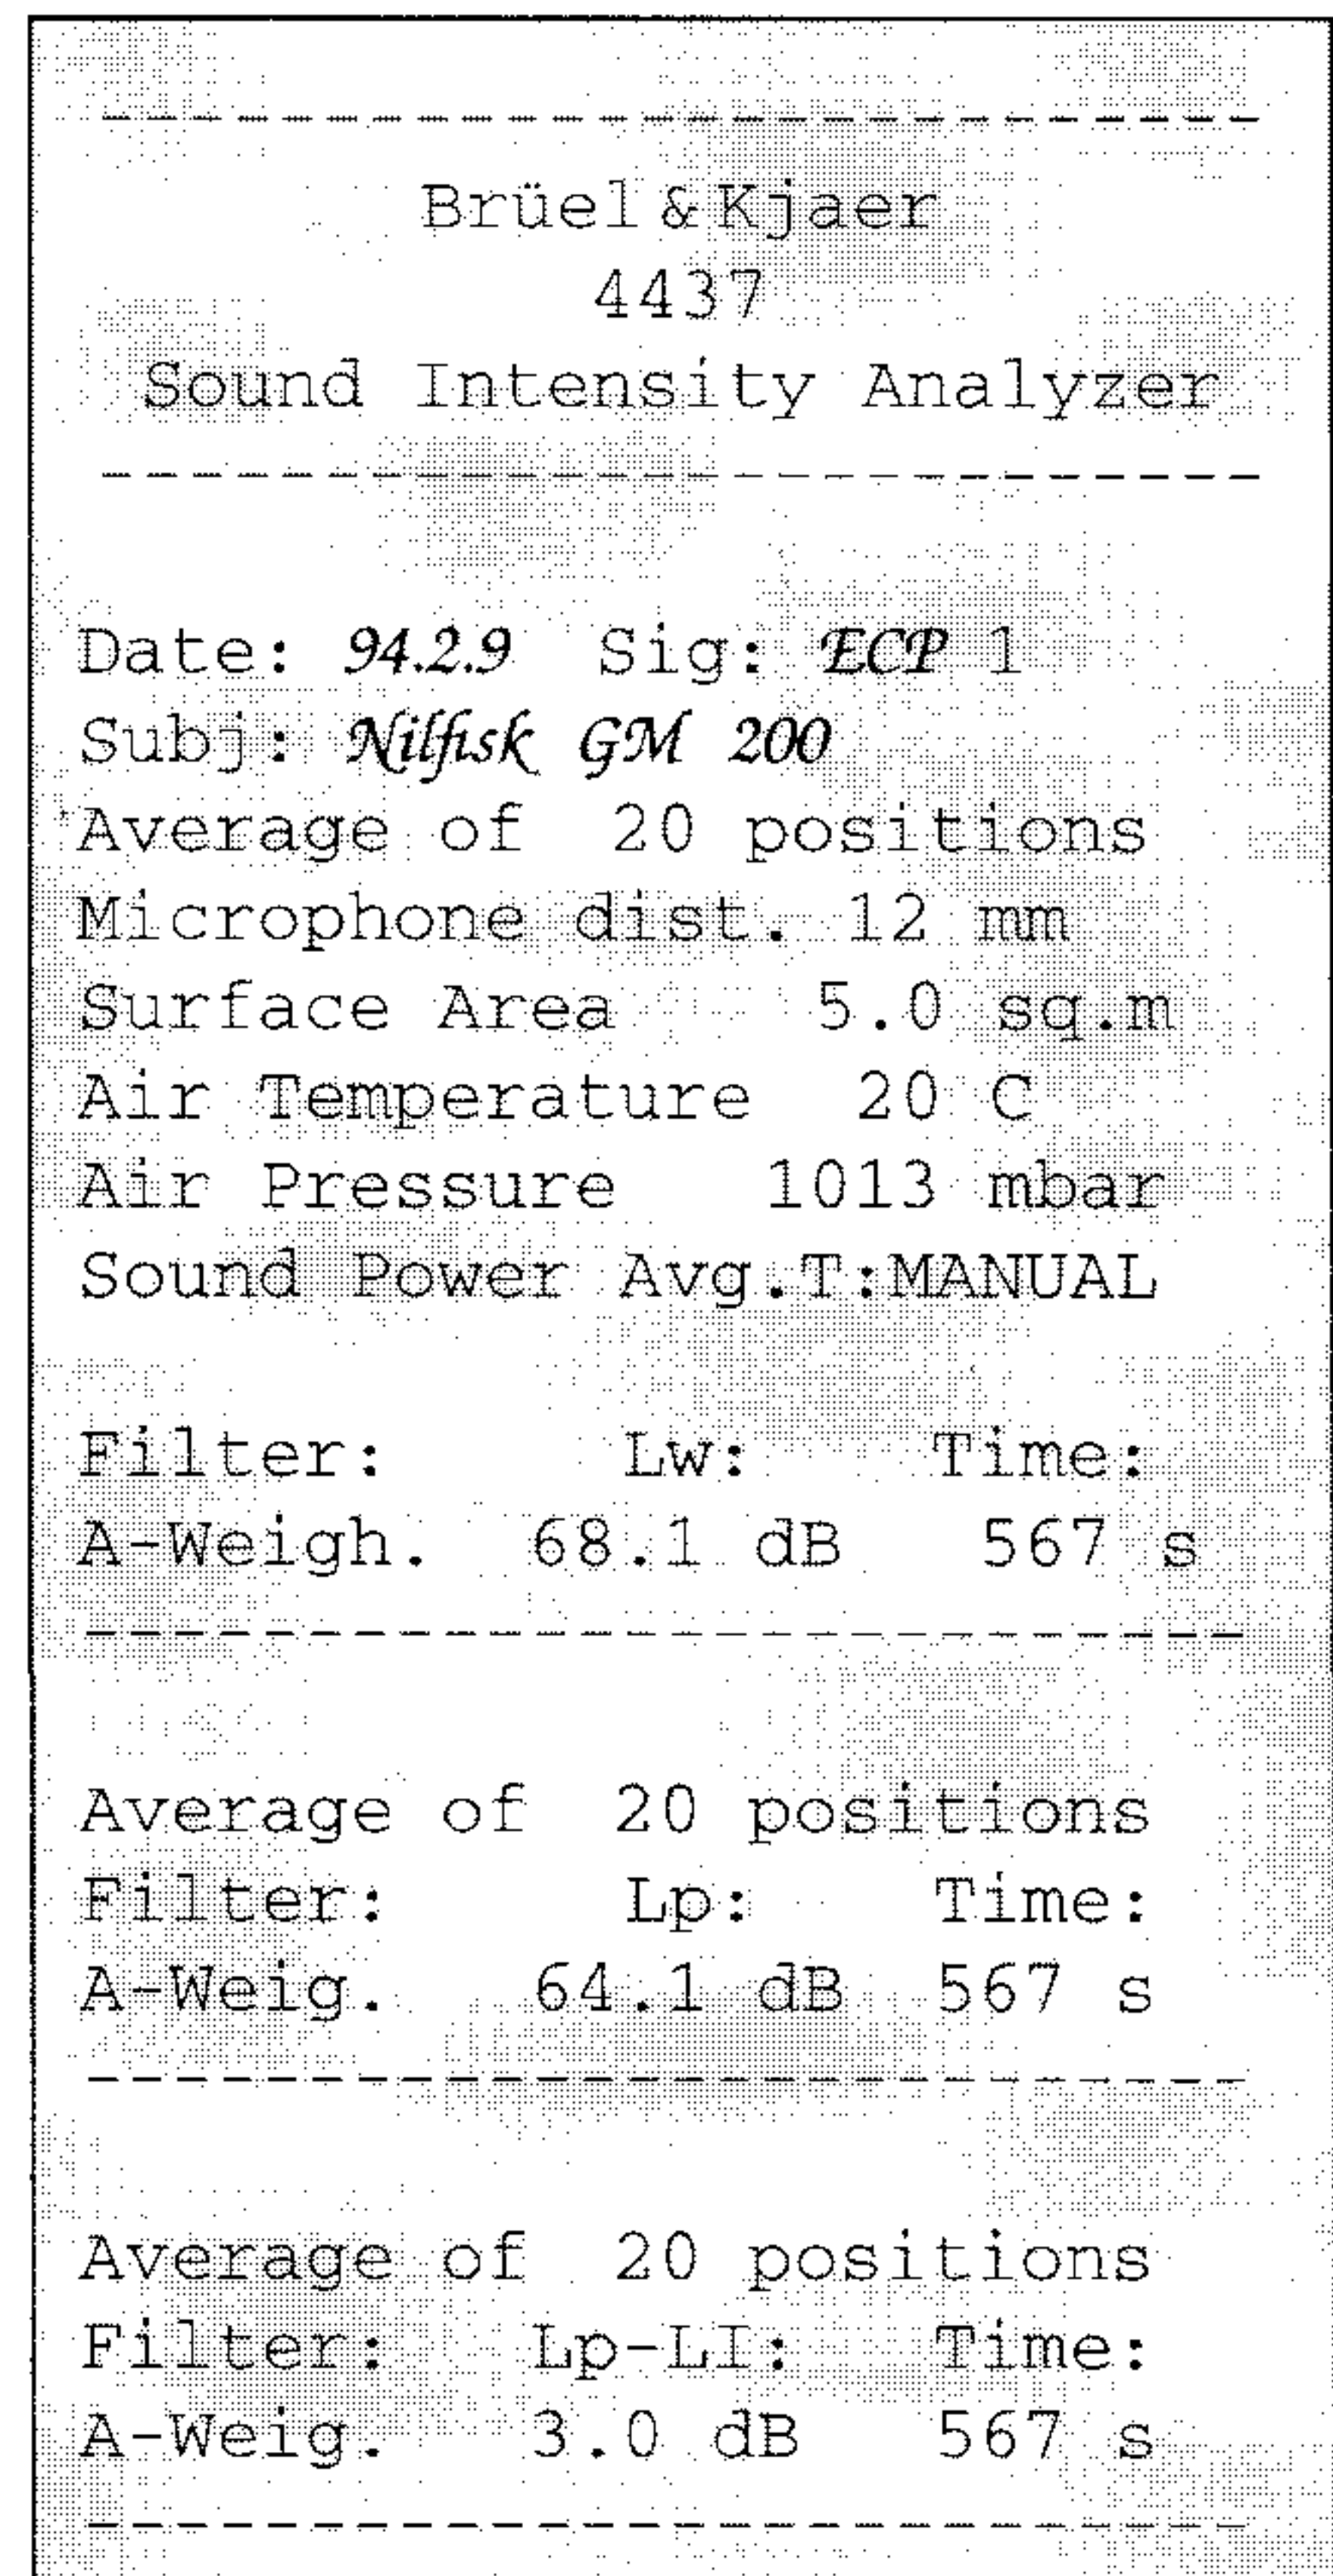 Brüel & Kjaer
4437
Sound Intensity Analyzer
Date: 94.2.9 Sig: ECP 1
Subj: Nilfisk GM 200
Average of 20 positions
Microphone dist. 12 mm
Surface Area 5.0 sq.m
Air Temperature 20 C
Air Pressure 1013 mbar
Sound Power Avg.T:MANUAL
Filter: Lw: Time:
A-Weigh. 68.1 dB 567 s
Average of 20 positions
Filter: Lp: Time:
A-Weig. 64.1 dB 567 s
Average of 20 positions
Filter: Lp-LI: Time:
A-Weig. 3.0 dB 567 s